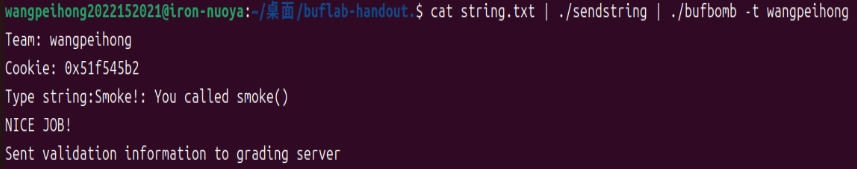 wangpeihong2022152021@iron-nuoya:~/桌面/buflab-handout.$ cat string.txt | ./sendstring | ./bufbomb -t wangpeihong
Team: wangpeihong
Cookie: 0x51f545b2
Type string:Smoke!: You called smoke()
NICE JOB!
Sent validation information to grading server